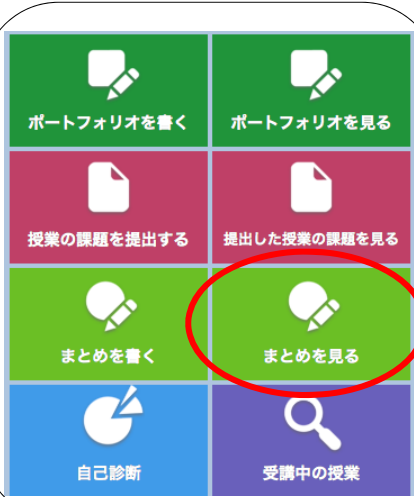 ポートフォリオを書く
ポートフォリオを見る
授業の課題を提出する
提出した授業の課題を見る
まとめを書く
まとめを見る
自己診断
受講中の授業